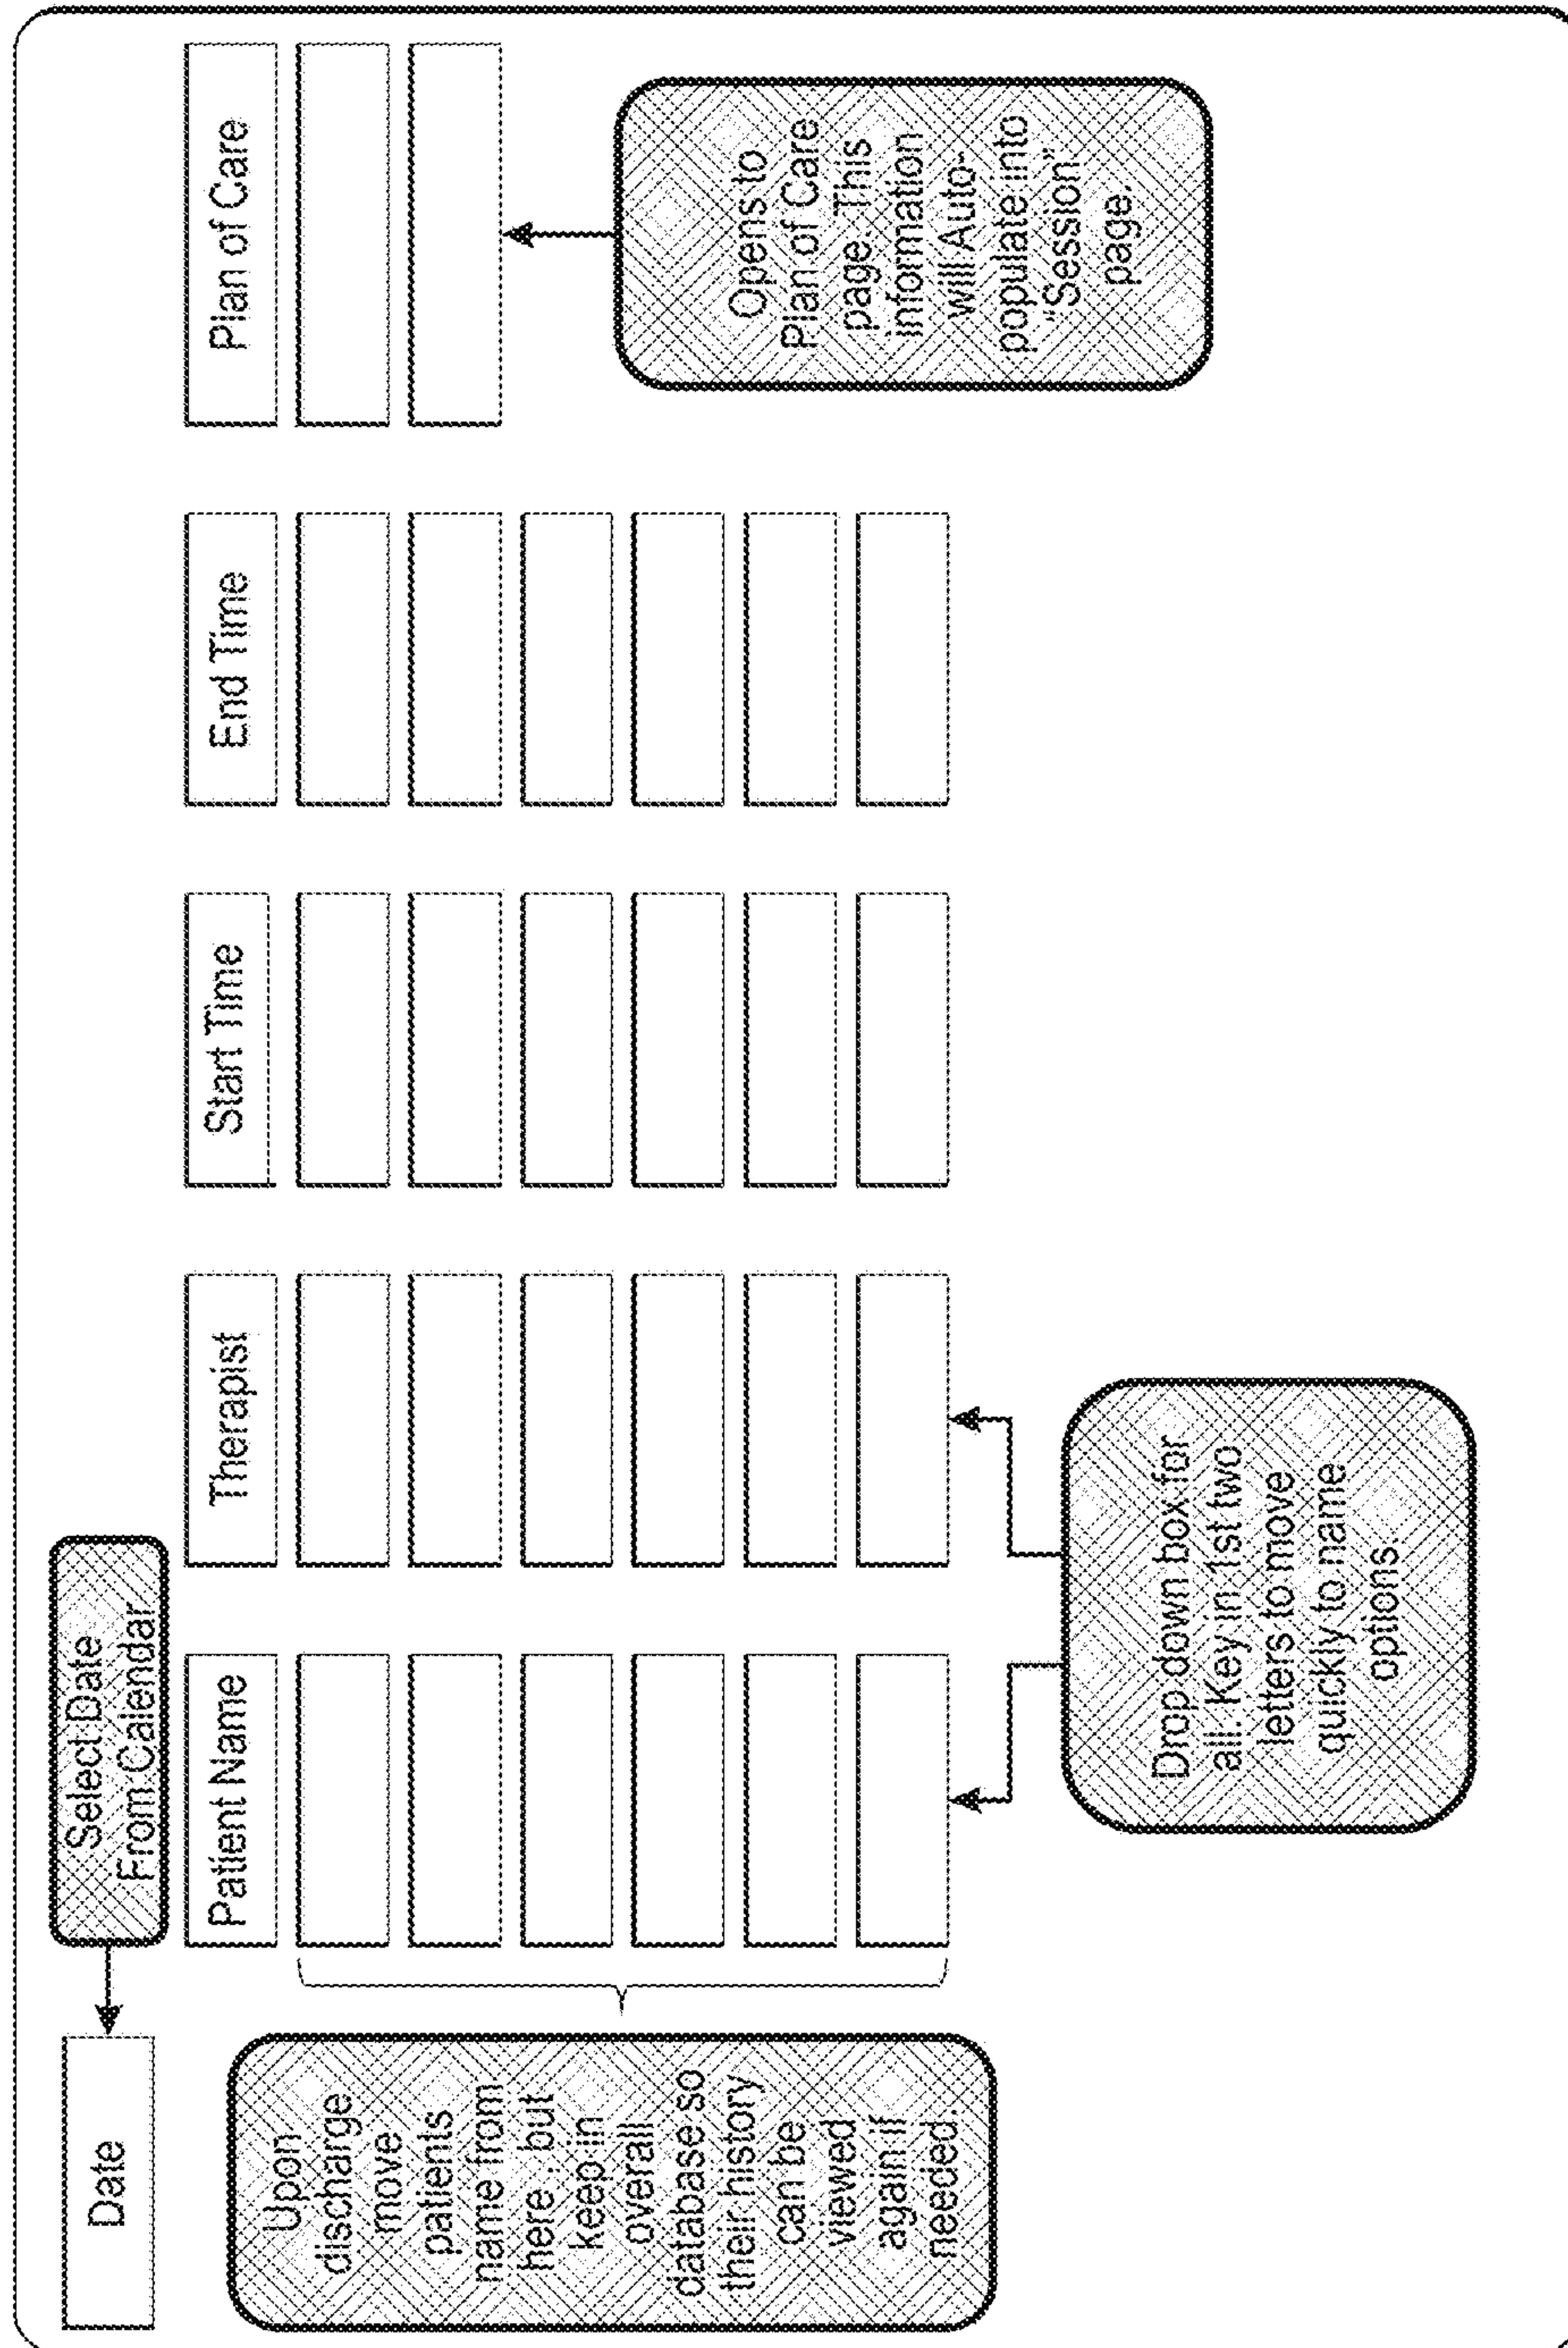 Date
Select Date
From Calendar
Patient Name
Therapist
Start Time
End Time
Plan of Care
Upon
discharge
move
patients
name from
here...but
keep in
overall
database so
their history
can be
viewed
again if
needed.
Drop down box for
all. Key in 1st two
letters to move
quickly to name
options.
Opens to
Plan of Care
page. This
information
will Auto-
populate into
"Session"
page.